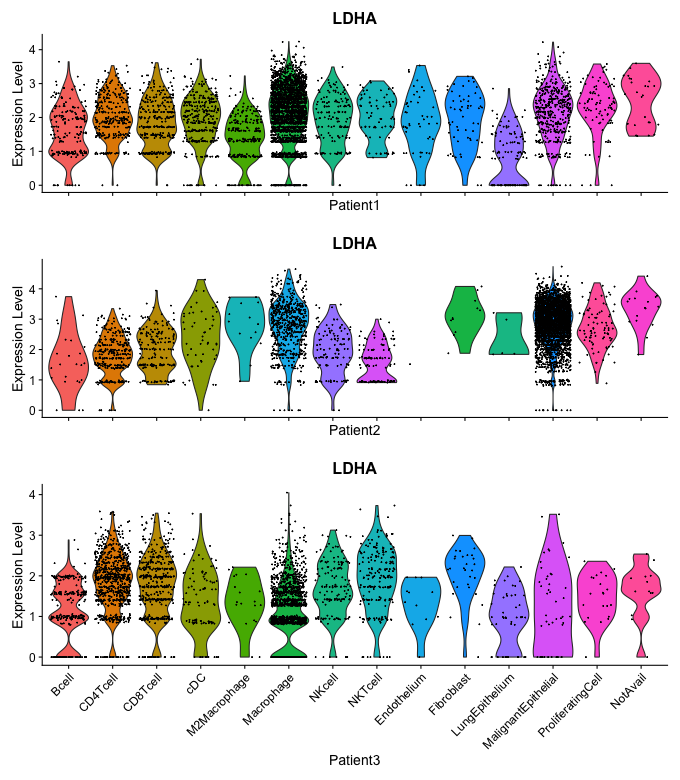 LDHA
Expression Level
4
3
2
1
0
Patient1
LDHA
Expression Level
4
3
2
1
0
Patient2
LDHA
Expression Level
4
3
2
1
0
Bcell
CD4Tcell
CD8Tcell
cDC
M2Macrophage
Macrophage
NKcell
NKTcell
Endothelium
Fibroblast
LungEpithelium
MalignantEpithelial
ProliferatingCell
NotAvail
Patient3